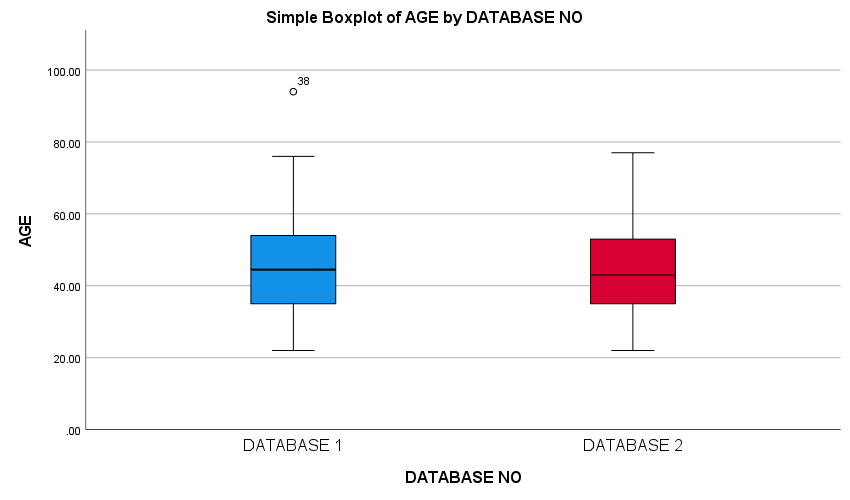 Simple Boxplot of AGE by DATABASE NO
100.00
38
80.00
60.00
AGE
40.00
20.00
.00
DATABASE 1
DATABASE 2
DATABASE NO